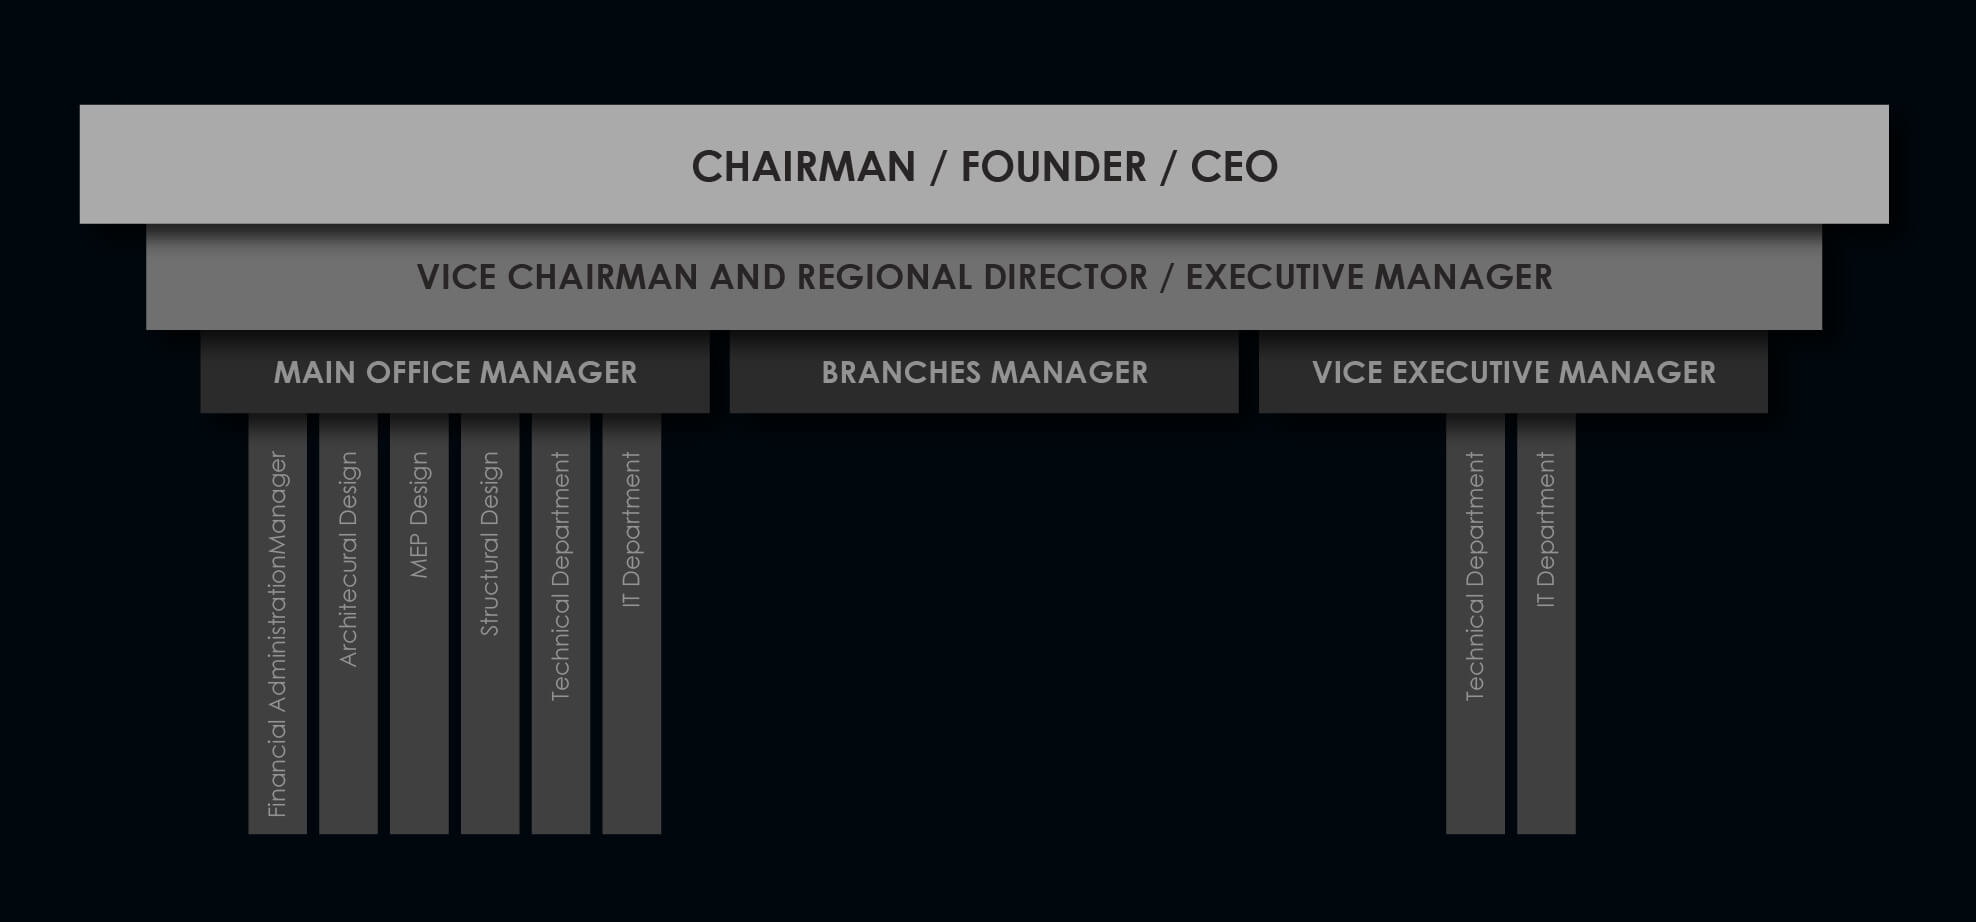 CHAIRMAN / FOUNDER / CEO
VICE CHAIRMAN AND REGIONAL DIRECTOR / EXECUTIVE MANAGER
MAIN OFFICE MANAGER
BRANCHES MANAGER
VICE EXECUTIVE MANAGER
Financial AdministrationManager
Architecural Design
MEP Design
Structural Design
Technical Department
IT Department
Technical Department
IT Department